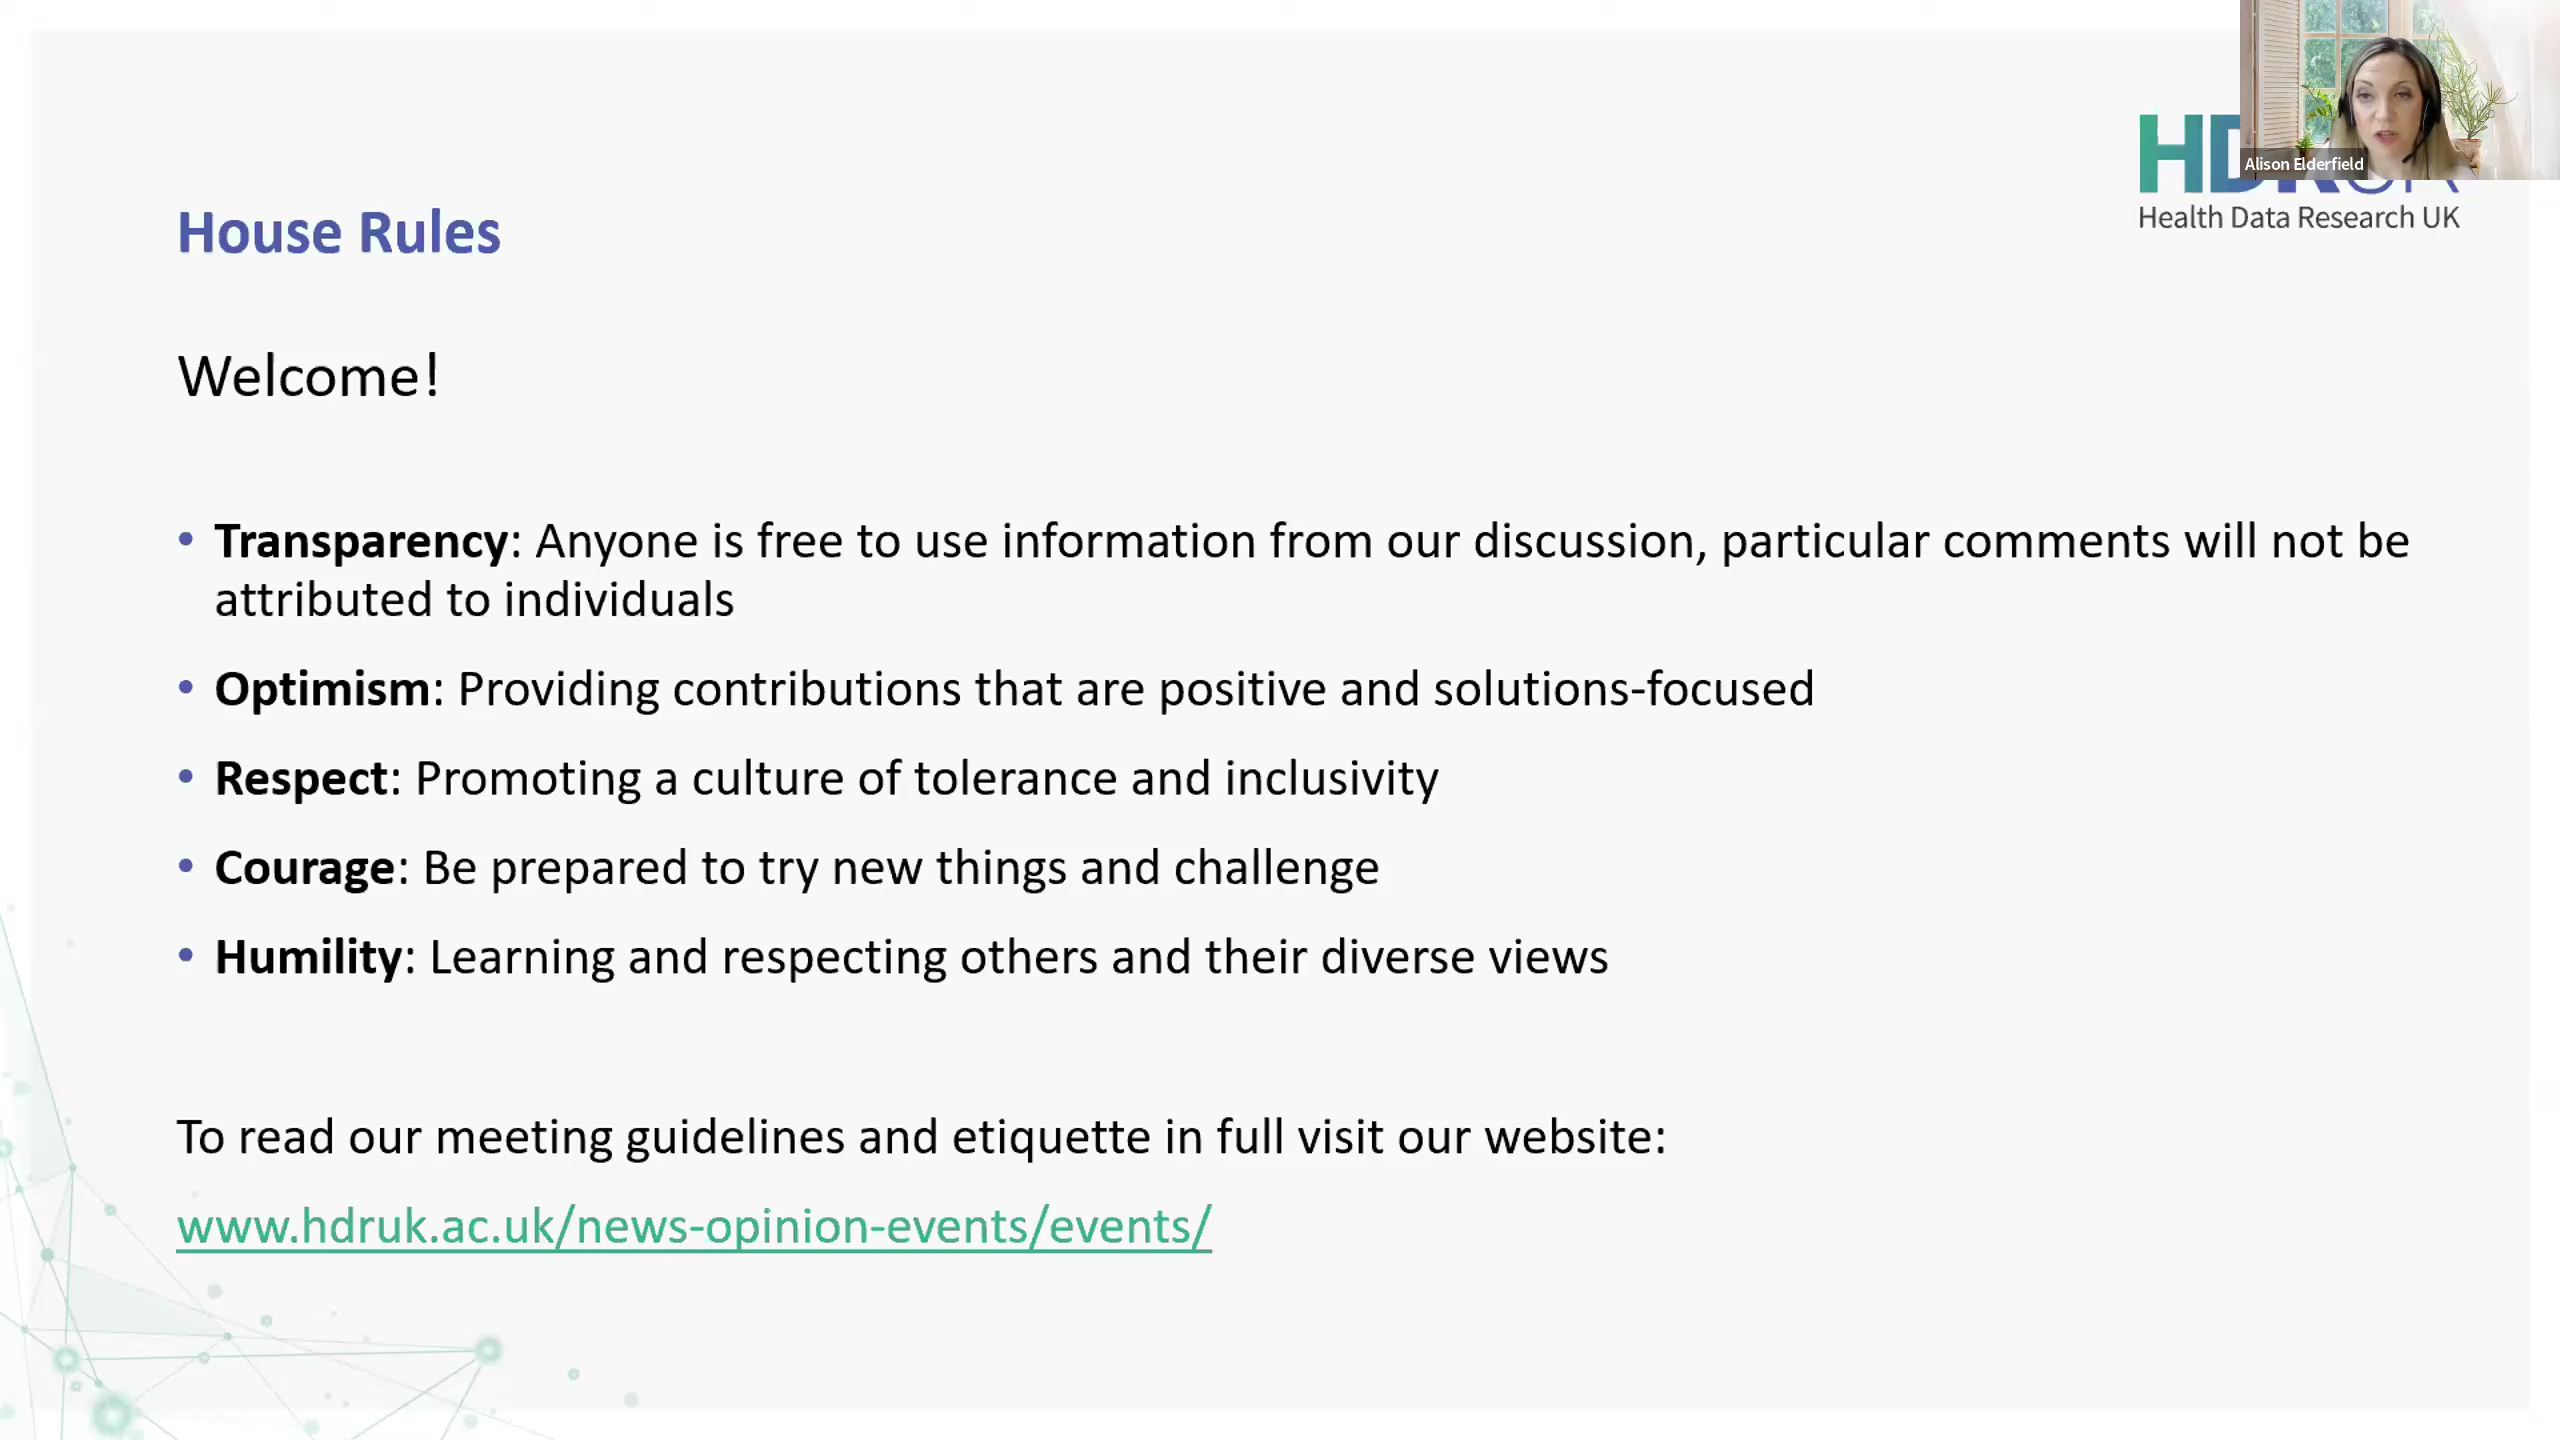 Alison Elderfield
Health Data Research UK
House Rules
Welcome!
• Transparency: Anyone is free to use information from our discussion, particular comments will not be
attributed to individuals
• Optimism: Providing contributions that are positive and solutions-focused
• Respect: Promoting a culture of tolerance and inclusivity
• Courage: Be prepared to try new things and challenge
• Humility: Learning and respecting others and their diverse views
To read our meeting guidelines and etiquette in full visit our website:
www.hdruk.ac.uk/news-opinion-events/events/